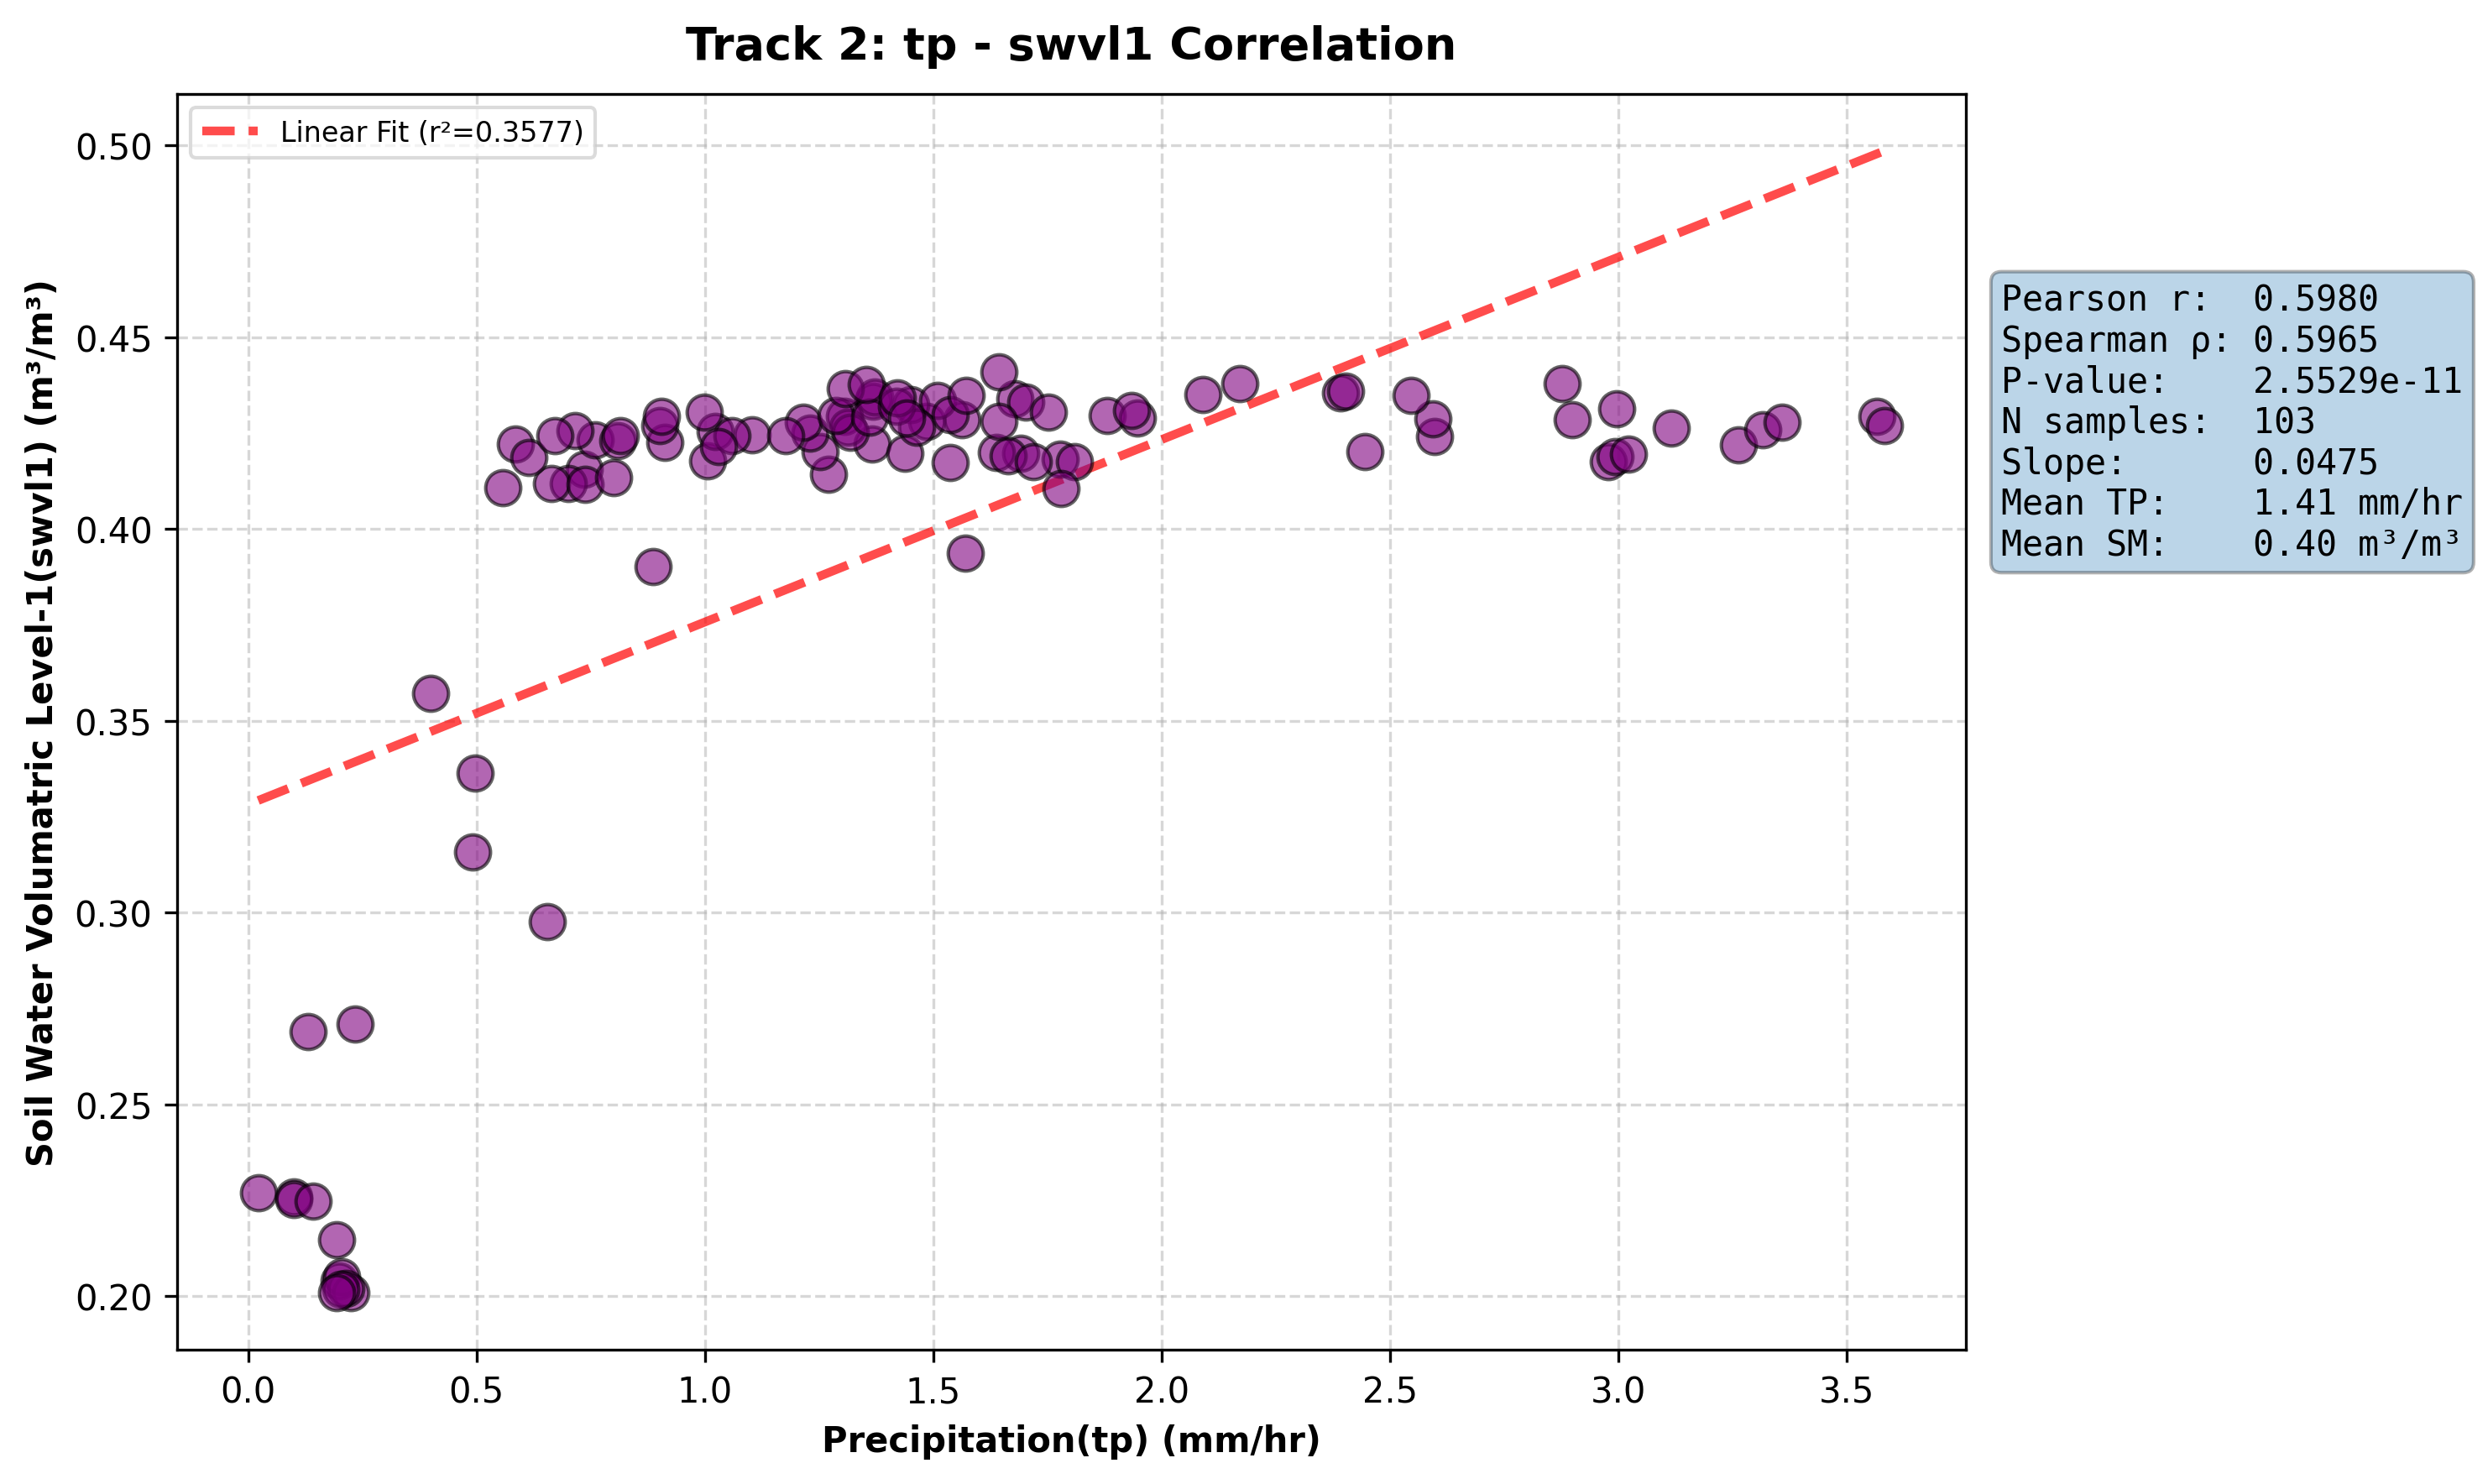 Track 2: tp - swvl1 Correlation
Linear Fit (r²=0.3577)
Soil Water Volumatric Level-1(swvl1) (m³/m³)
0.50
0.45
0.40
0.35
0.30
0.25
0.20
0.0 0.5 1.0 1.5 2.0 2.5 3.0 3.5
Precipitation(tp) (mm/hr)
Pearson r: 0.5980
Spearman ρ: 0.5965
P-value: 2.5529e-11
N samples: 103
Slope: 0.0475
Mean TP: 1.41 mm/hr
Mean SM: 0.40 m³/m³